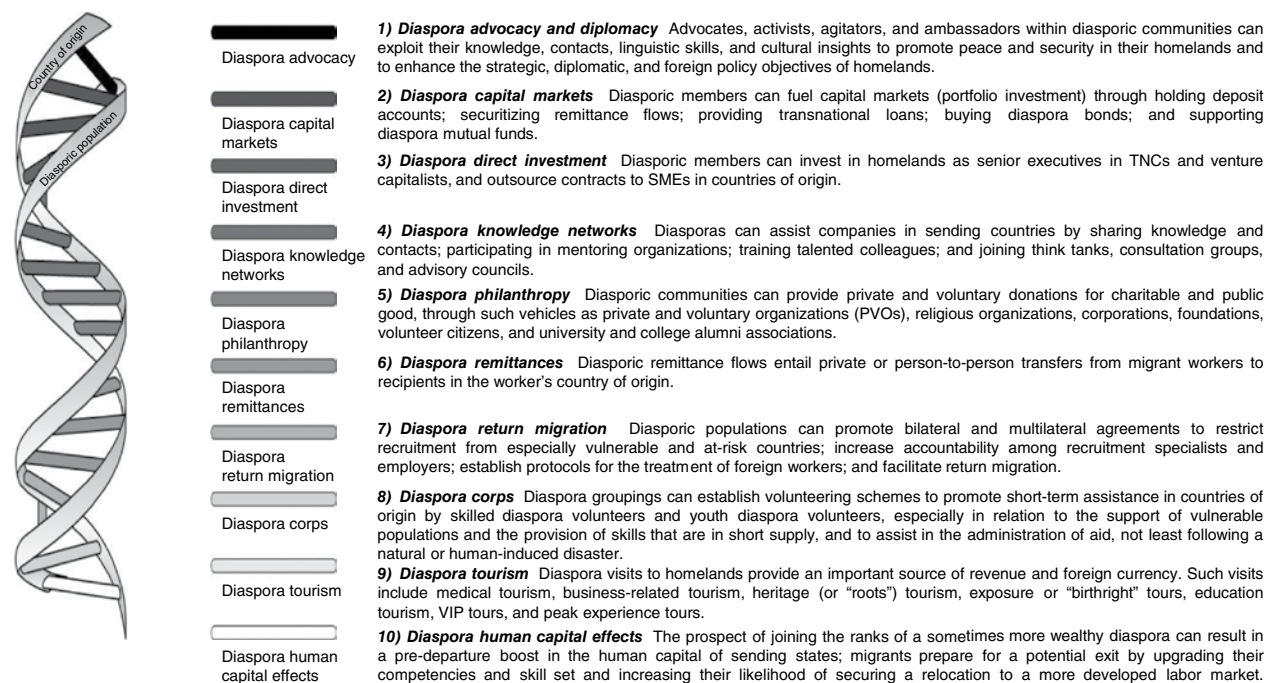 Country of origin
Diasporic population
Diaspora advocacy
Diaspora capital
markets
Diaspora direct
investment
Diaspora knowledge
networks
Diaspora
philanthropy
Diaspora
remittances
Diaspora
return migration
Diaspora corps
Diaspora tourism
Diaspora human
capital effects
1) Diaspora advocacy and diplomacy Advocates, activists, agitators, and ambassadors within diasporic communities can
exploit their knowledge, contacts, linguistic skills, and cultural insights to promote peace and security in their homelands and
to enhance the strategic, diplomatic, and foreign policy objectives of homelands.
2) Diaspora capital markets Diasporic members can fuel capital markets (portfolio investment) through holding deposit
accounts; securitizing remittance flows; providing transnational loans; buying diaspora bonds; and supporting
diaspora mutual funds.
3) Diaspora direct investment Diasporic members can invest in homelands as senior executives in TNCs and venture
capitalists, and outsource contracts to SMEs in countries of origin.
4) Diaspora knowledge networks Diasporas can assist companies in sending countries by sharing knowledge and
contacts; participating in mentoring organizations; training talented colleagues; and joining think tanks, consultation groups,
and advisory councils.
5) Diaspora philanthropy Diasporic communities can provide private and voluntary donations for charitable and public
good, through such vehicles as private and voluntary organizations (PVOs), religious organizations, corporations, foundations,
volunteer citizens, and university and college alumni associations.
6) Diaspora remittances Diasporic remittance flows entail private or person-to-person transfers from migrant workers to
recipients in the worker's country of origin.
7) Diaspora return migration Diasporic populations can promote bilateral and multilateral agreements to restrict
recruitment from especially vulnerable and at-risk countries; increase accountability among recruitment specialists and
employers; establish protocols for the treatment of foreign workers; and facilitate return migration.
8) Diaspora corps Diaspora groupings can establish volunteering schemes to promote short-term assistance in countries of
origin by skilled diaspora volunteers and youth diaspora volunteers, especially in relation to the support of vulnerable
populations and the provision of skills that are in short supply, and to assist in the administration of aid, not least following a
natural or human-induced disaster.
9) Diaspora tourism Diaspora visits to homelands provide an important source of revenue and foreign currency. Such visits
include medical tourism, business-related tourism, heritage (or “roots”) tourism, exposure or “birthright” tours, education
tourism, VIP tours, and peak experience tours.
10) Diaspora human capital effects The prospect of joining the ranks of a sometimes more wealthy diaspora can result in
a pre-departure boost in the human capital of sending states; migrants prepare for a potential exit by upgrading their
competencies and skill set and increasing their likelihood of securing a relocation to a more developed labor market.